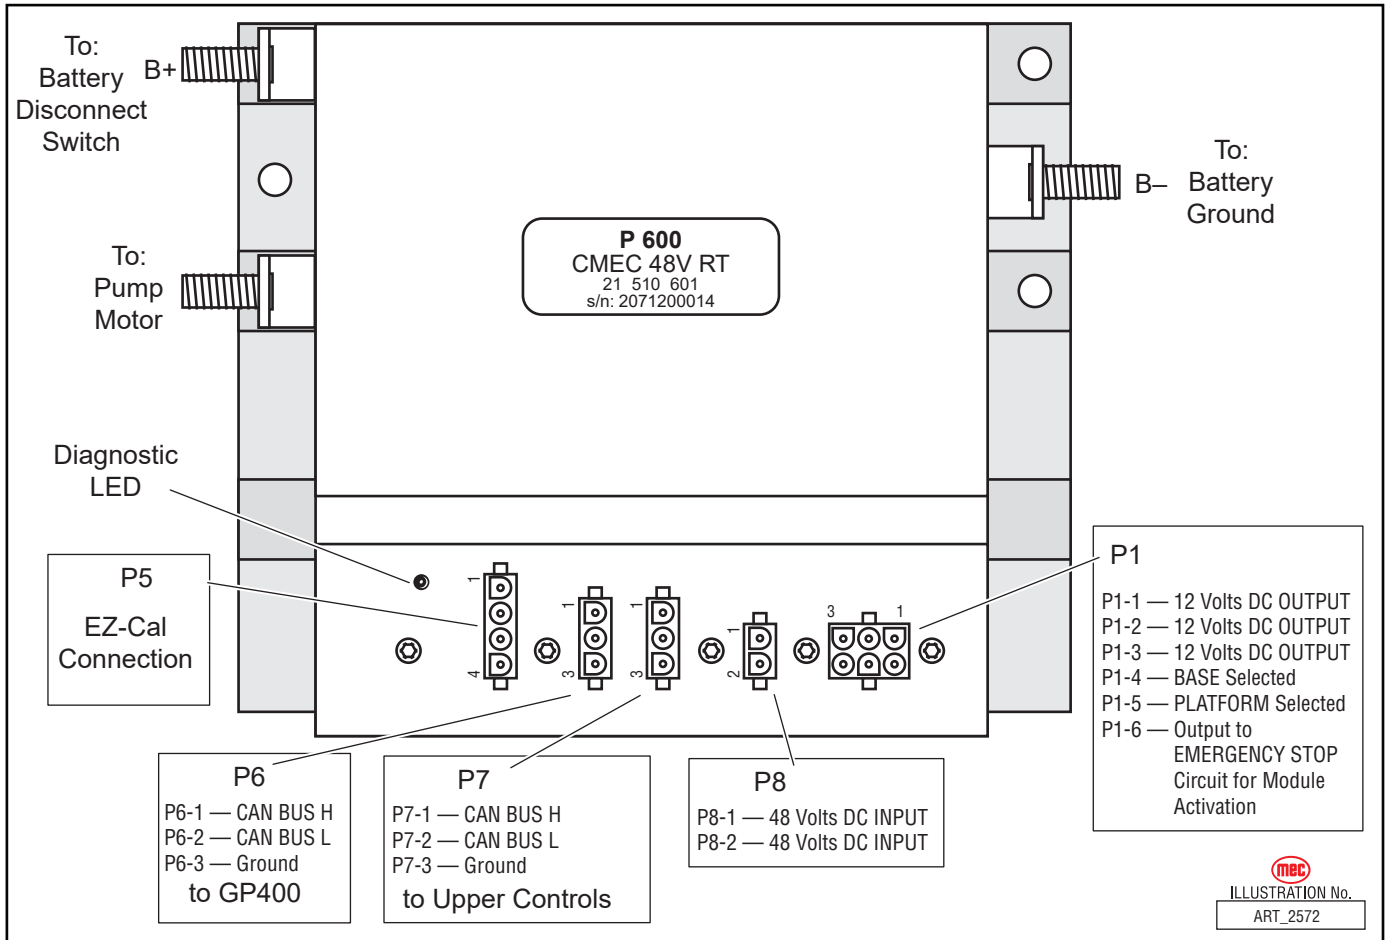 To:
Battery
Disconnect
Switch
B+
To:
Pump
Motor
B–
To:
Battery
Ground
P 600
CMEC 48V RT
21 510 601
s/n: 2071200014
Diagnostic
LED
P5
EZ-Cal
Connection
1
4
1
3
1
3
1
2
3
1
P1
P1-1 — 12 Volts DC OUTPUT
P1-2 — 12 Volts DC OUTPUT
P1-3 — 12 Volts DC OUTPUT
P1-4 — BASE Selected
P1-5 — PLATFORM Selected
P1-6 — Output to
EMERGENCY STOP
Circuit for Module
Activation
P6
P6-1 — CAN BUS H
P6-2 — CAN BUS L
P6-3 — Ground
to GP400
P7
P7-1 — CAN BUS H
P7-2 — CAN BUS L
P7-3 — Ground
to Upper Controls
P8
P8-1 — 48 Volts DC INPUT
P8-2 — 48 Volts DC INPUT
mec
ILLUSTRATION No.
ART_2572